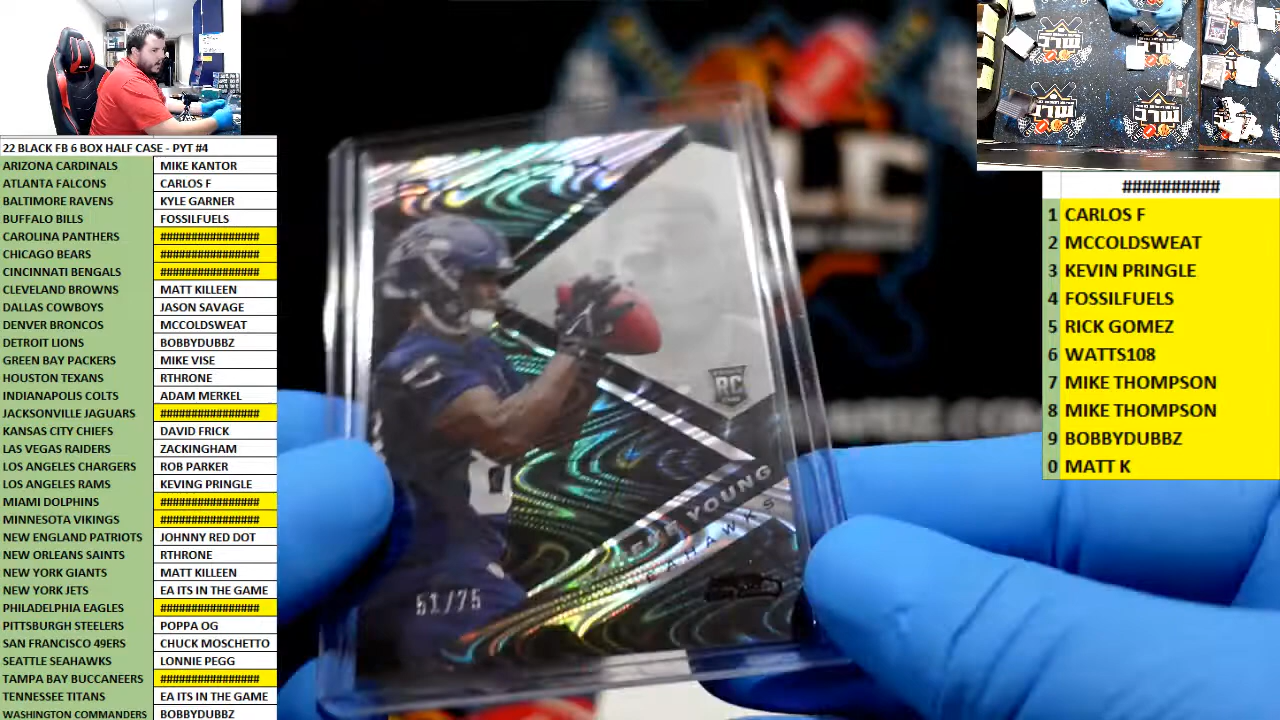 22 BLACK FB 6 BOX HALF CASE - PYT #4
ARIZONA CARDINALS MIKE KANTOR
ATLANTA FALCONS CARLOS F
BALTIMORE RAVENS KYLE GARNER
BUFFALO BILLS FOSSILFUELS
CAROLINA PANTHERS ################
CHICAGO BEARS ################
CINCINNATI BENGALS ################
CLEVELAND BROWNS MATT KILLEEN
DALLAS COWBOYS JASON SAVAGE
DENVER BRONCOS MCCOLDSWEAT
DETROIT LIONS BOBBYDUBBZ
GREEN BAY PACKERS MIKE VISE
HOUSTON TEXANS RTHRONE
INDIANAPOLIS COLTS ADAM MERKEL
JACKSONVILLE JAGUARS ################
KANSAS CITY CHIEFS DAVID FRICK
LAS VEGAS RAIDERS ZACKINGHAM
LOS ANGELES CHARGERS ROB PARKER
LOS ANGELES RAMS KEVING PRINGLE
MIAMI DOLPHINS ################
MINNESOTA VIKINGS ################
NEW ENGLAND PATRIOTS JOHNNY RED DOT
NEW ORLEANS SAINTS RTHRONE
NEW YORK GIANTS MATT KILLEEN
NEW YORK JETS EA ITS IN THE GAME
PHILADELPHIA EAGLES ################
PITTSBURGH STEELERS POPPA OG
SAN FRANCISCO 49ERS CHUCK MOSCHETTO
SEATTLE SEAHAWKS LONNIE PEGG
TAMPA BAY BUCCANEERS ################
TENNESSEE TITANS EA ITS IN THE GAME
WASHINGTON COMMANDERS BOBBYDUBBZ
RC
YOUNG
51/75
##########
1 CARLOS F
2 MCCOLDSWEAT
3 KEVIN PRINGLE
4 FOSSILFUELS
5 RICK GOMEZ
6 WATTS108
7 MIKE THOMPSON
8 MIKE THOMPSON
9 BOBBYDUBBZ
0 MATT K